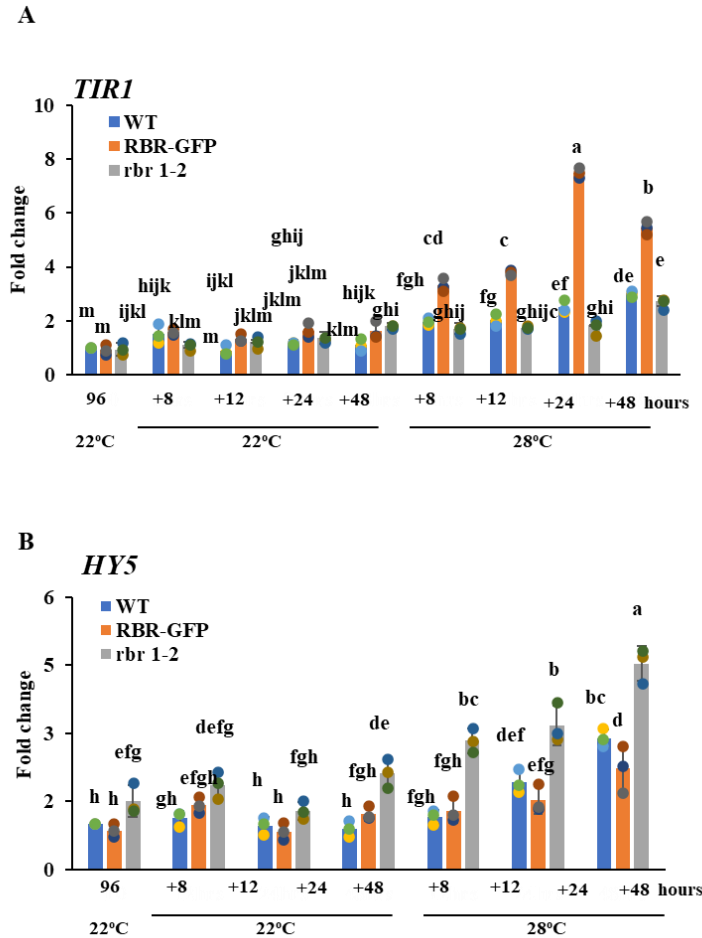 A
TIR1
10
8
6
4
2
0
Fold change
WT
RBR-GFP
rbr 1-2
m
m
ijkl
hijk
klm
ijkl
m
jklm
ghij
jklm
jklm
hijk
klm
ghi
cd
fgh
ghij
c
fg
ghijc
a
ef
ghi
b
de
e
96 +8 +12 +24 +48 +8 +12 +24 +48 hours
22ºC 22ºC 28ºC
B
HY5
6
5
3
2
0
Fold change
WT
RBR-GFP
rbr 1-2
h
h
efg
gh
efgh
defg
h
h
fgh
h
fgh
de
fgh
fgh
bc
def
efg
b
bc
d
a
96 +8 +12 +24 +48 +8 +12 +24 +48 hours
22ºC 22ºC 28ºC